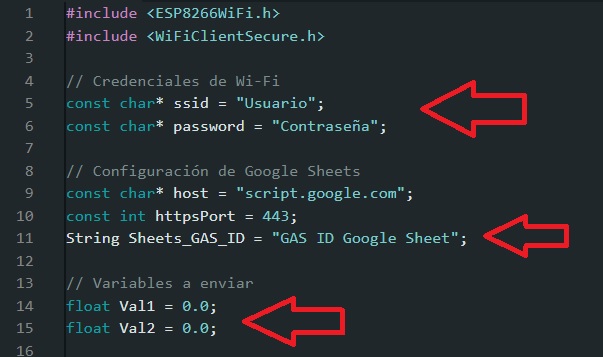 1 #include <ESP8266WiFi.h>
2 #include <WiFiClientSecure.h>
3
4 // Credenciales de Wi-Fi
5 const char* ssid = "Usuario";
6 const char* password = "Contraseña";
7
8 // Configuración de Google Sheets
9 const char* host = "script.google.com";
10 const int httpsPort = 443;
11 String Sheets_GAS_ID = "GAS ID Google Sheet";
12
13 // Variables a enviar
14 float Val1 = 0.0;
15 float Val2 = 0.0;
16